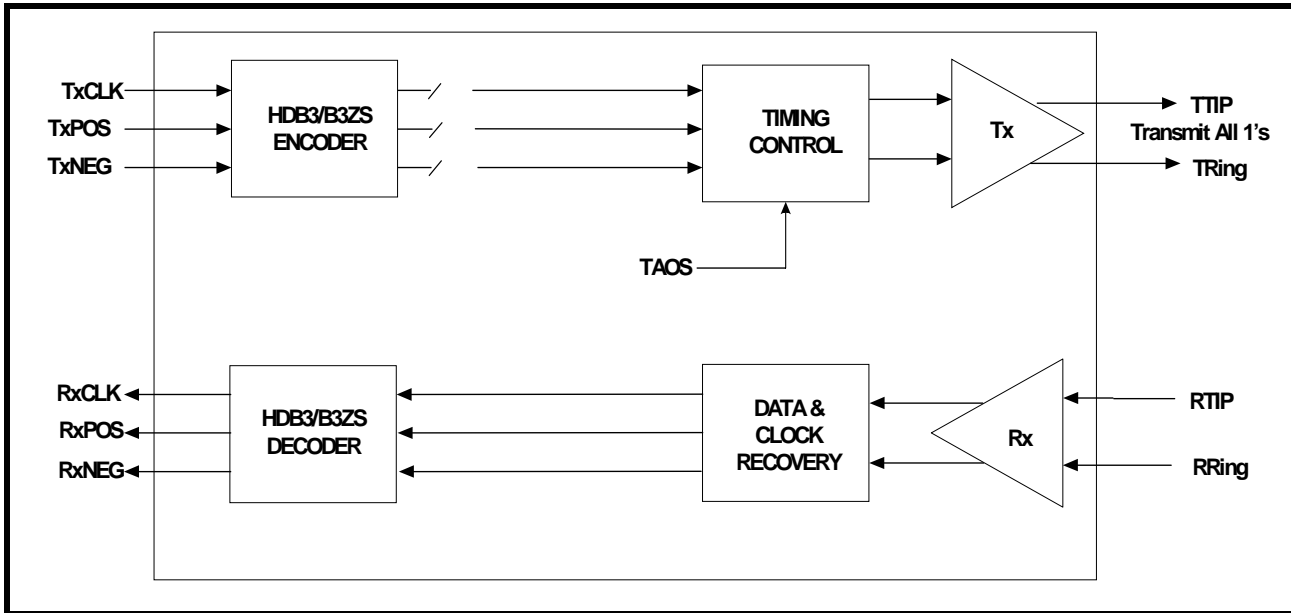 TxCLK
TxPOS
TxNEG
HDB3/B3ZS
ENCODER
TIMING
CONTROL
Tx
TTIP
Transmit All 1's
TRing
TAOS
RxCLK
RxPOS
RxNEG
HDB3/B3ZS
DECODER
DATA &
CLOCK
RECOVERY
Rx
RTIP
RRing